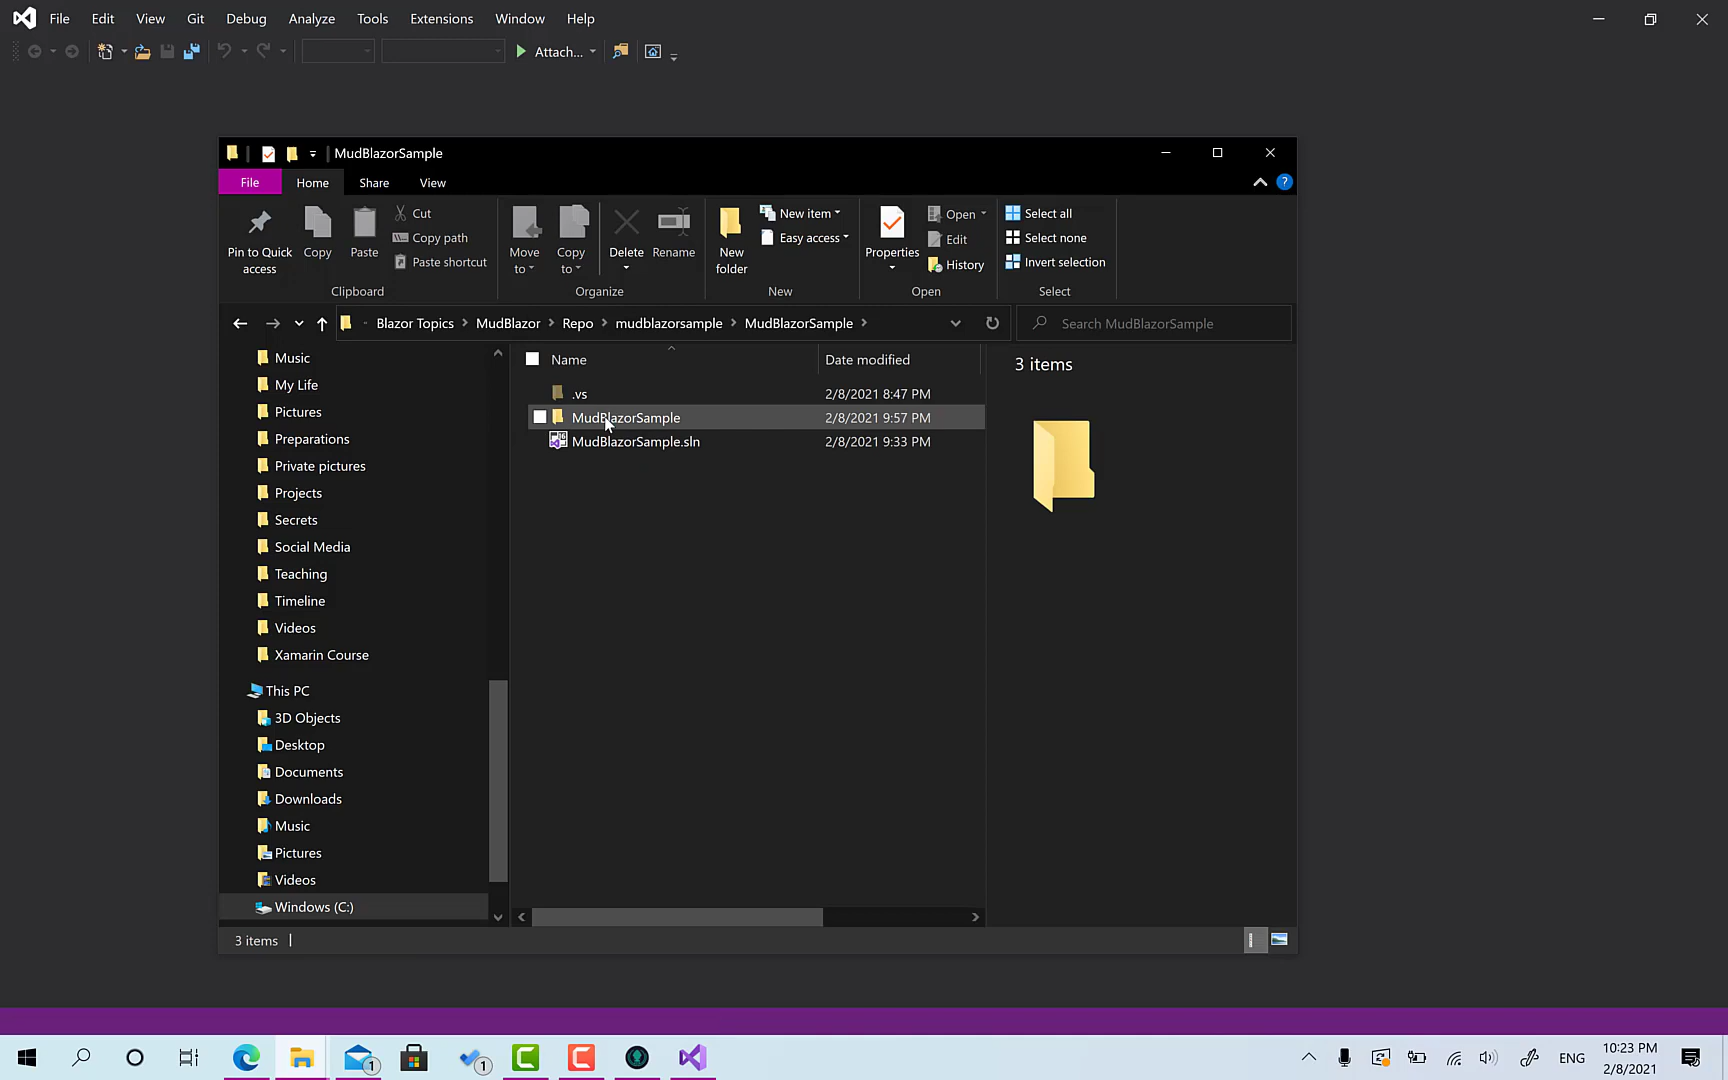 File Edit View Git Debug Analyze Tools Extensions Window Help
Attach...
MudBlazorSample
File Home Share View
Pin to Quick access
Copy
Paste
Cut
Copy path
Paste shortcut
Clipboard
Move to
Copy to
Delete
Rename
Organize
New folder
New item
Easy access
New
Properties
Open
Edit
History
Open
Select all
Select none
Invert selection
Select
Blazor Topics MudBlazor Repo mudblazorsample MudBlazorSample
Search MudBlazorSample
Music
My Life
Pictures
Preparations
Private pictures
Projects
Secrets
Social Media
Teaching
Timeline
Videos
Xamarin Course
This PC
3D Objects
Desktop
Documents
Downloads
Music
Pictures
Videos
Windows (C:)
Name Date modified
.vs 2/8/2021 8:47 PM
MudBlazorSample 2/8/2021 9:57 PM
MudBlazorSample.sln 2/8/2021 9:33 PM
3 items
3 items
1
1
ENG
10:23 PM
2/8/2021